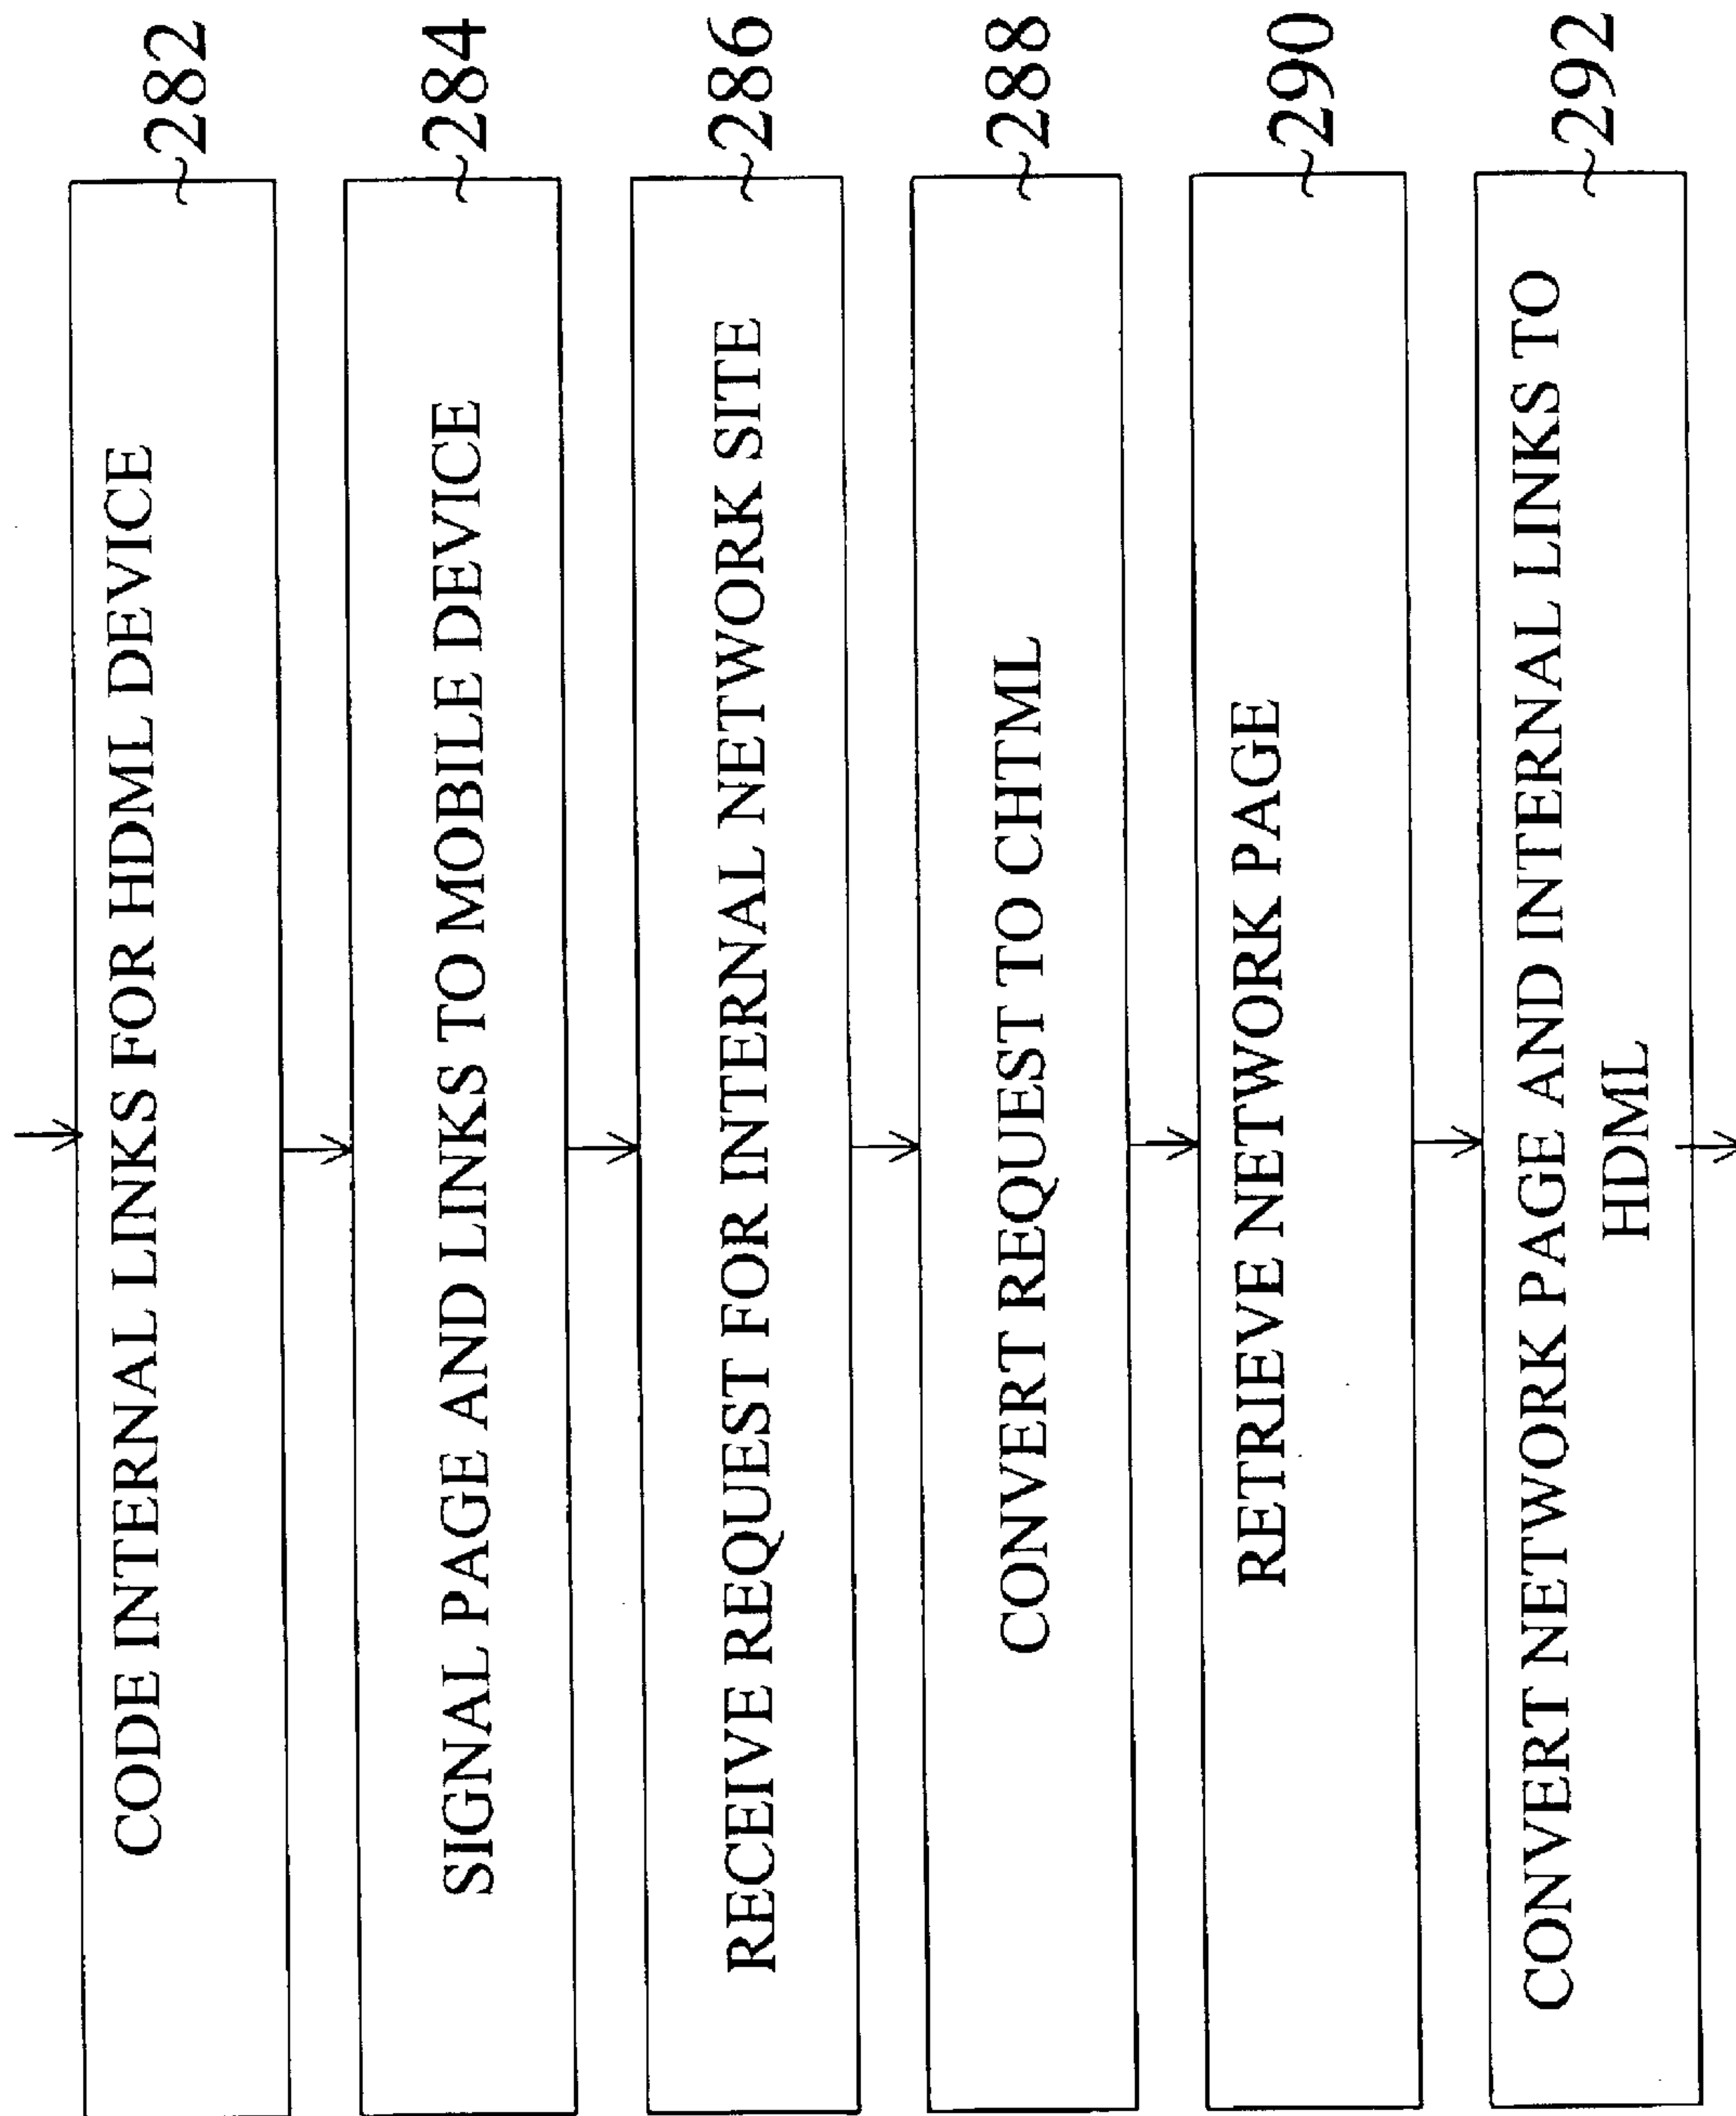 CODE INTERNAL LINKS FOR HDML DEVICE
282
SIGNAL PAGE AND LINKS TO MOBILE DEVICE
284
RECEIVE REQUEST FOR INTERNAL NETWORK SITE
286
CONVERT REQUEST TO CHTML
288
RETRIEVE NETWORK PAGE
290
CONVERT NETWORK PAGE AND INTERNAL LINKS TO
HDML
292